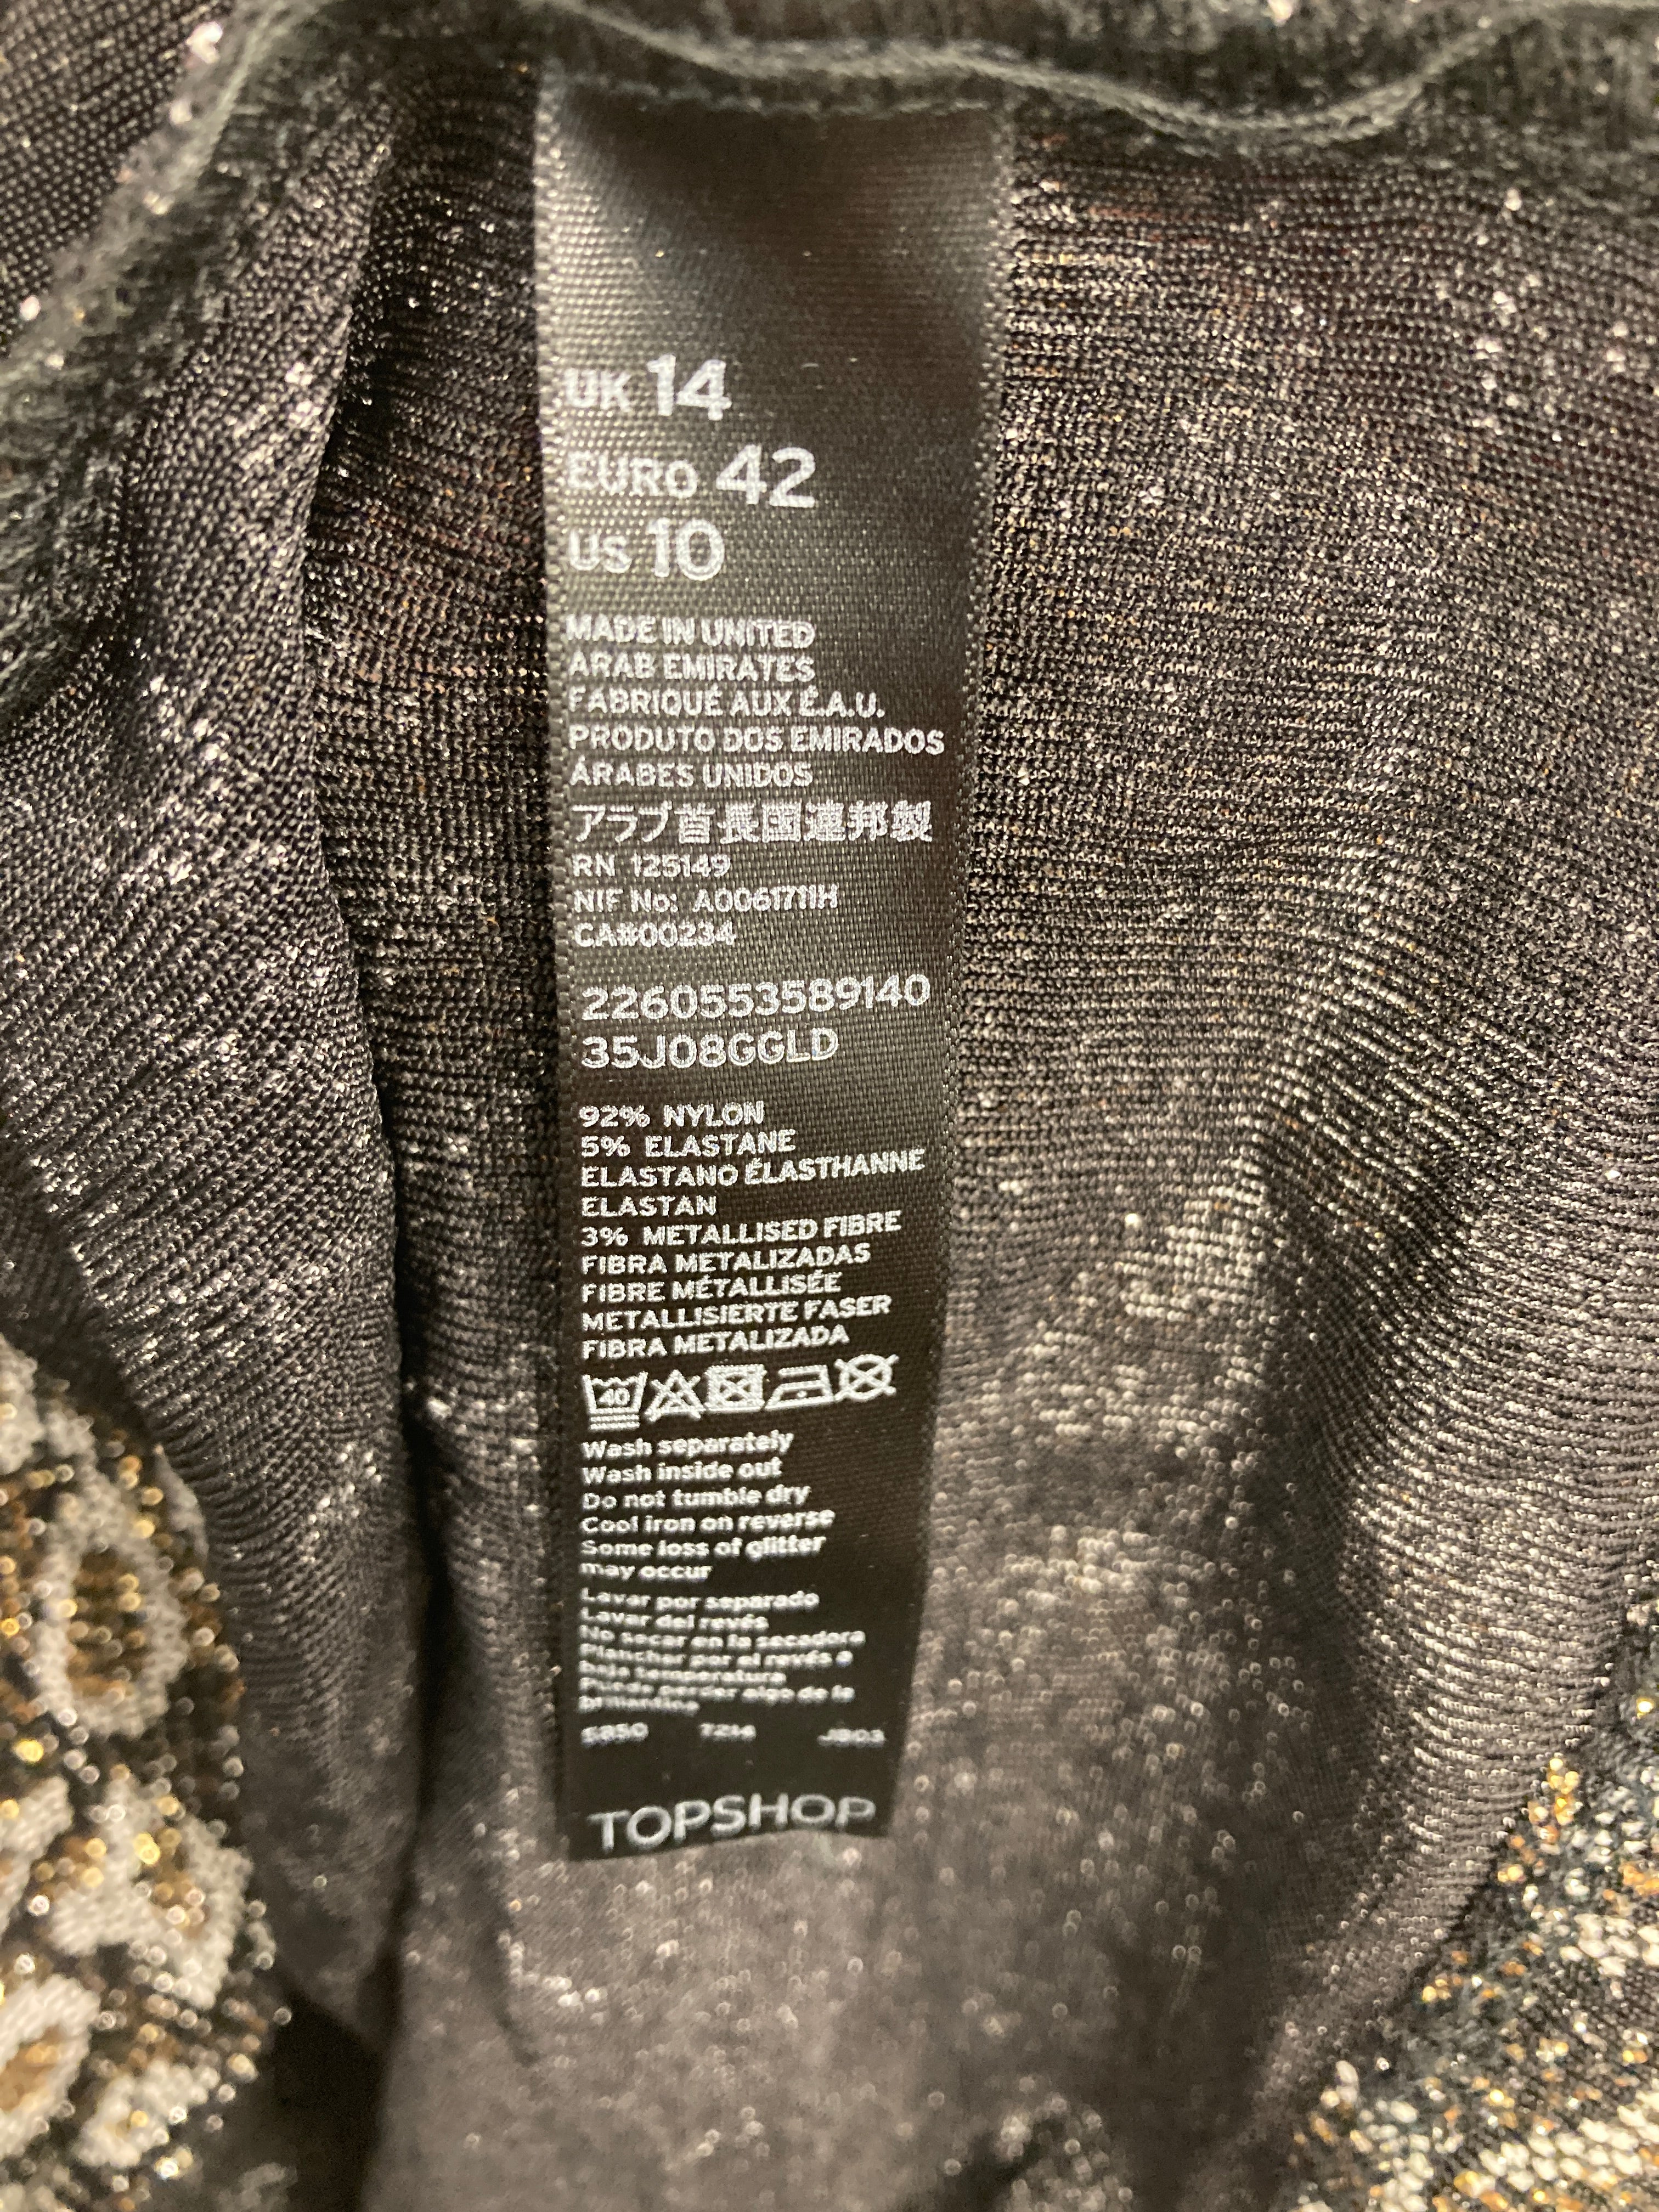 UK 14
EURO 42
US 10
MADE IN UNITED
ARAB EMIRATES
FABRIQUÉ AUX É.A.U.
PRODUTO DOS EMIRADOS
ÁRABES UNIDOS
アラブ首長国連邦製
RN 125149
NIF No: A0061711H
CA#00234
2260553589140
35J08GGLD
92% NYLON
5% ELASTANE
ELASTANO ÉLASTHANNE
ELASTAN
3% METALLISED FIBRE
FIBRA METALIZADAS
FIBRE MÉTALLISÉE
METALLISIERTE FASER
FIBRA METALIZADA
40
Wash separately
Wash inside out
Do not tumble dry
Cool iron on reverse
Some loss of glitter
may occur
Lavar por separado
Lavar del revés
No secar en la secadora
Planchar por el revés a
baja temperatura
Puede perder algo de la
brillantina
TOPSHOP